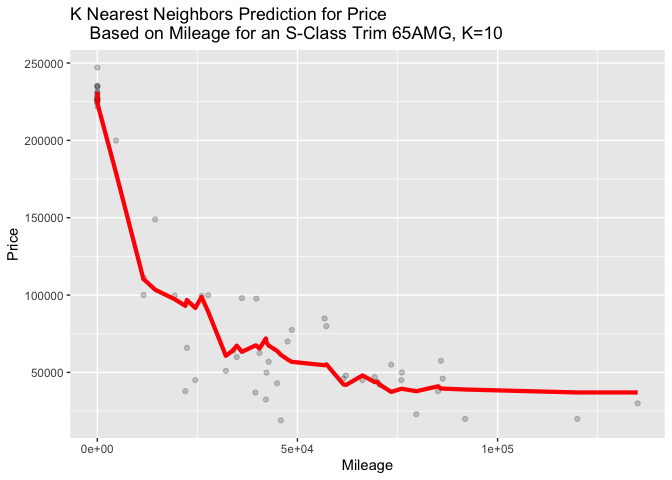 K Nearest Neighbors Prediction for Price
Based on Mileage for an S-Class Trim 65AMG, K=10
250000
200000
150000
100000
50000
Price
0e+00 5e+04 1e+05
Mileage